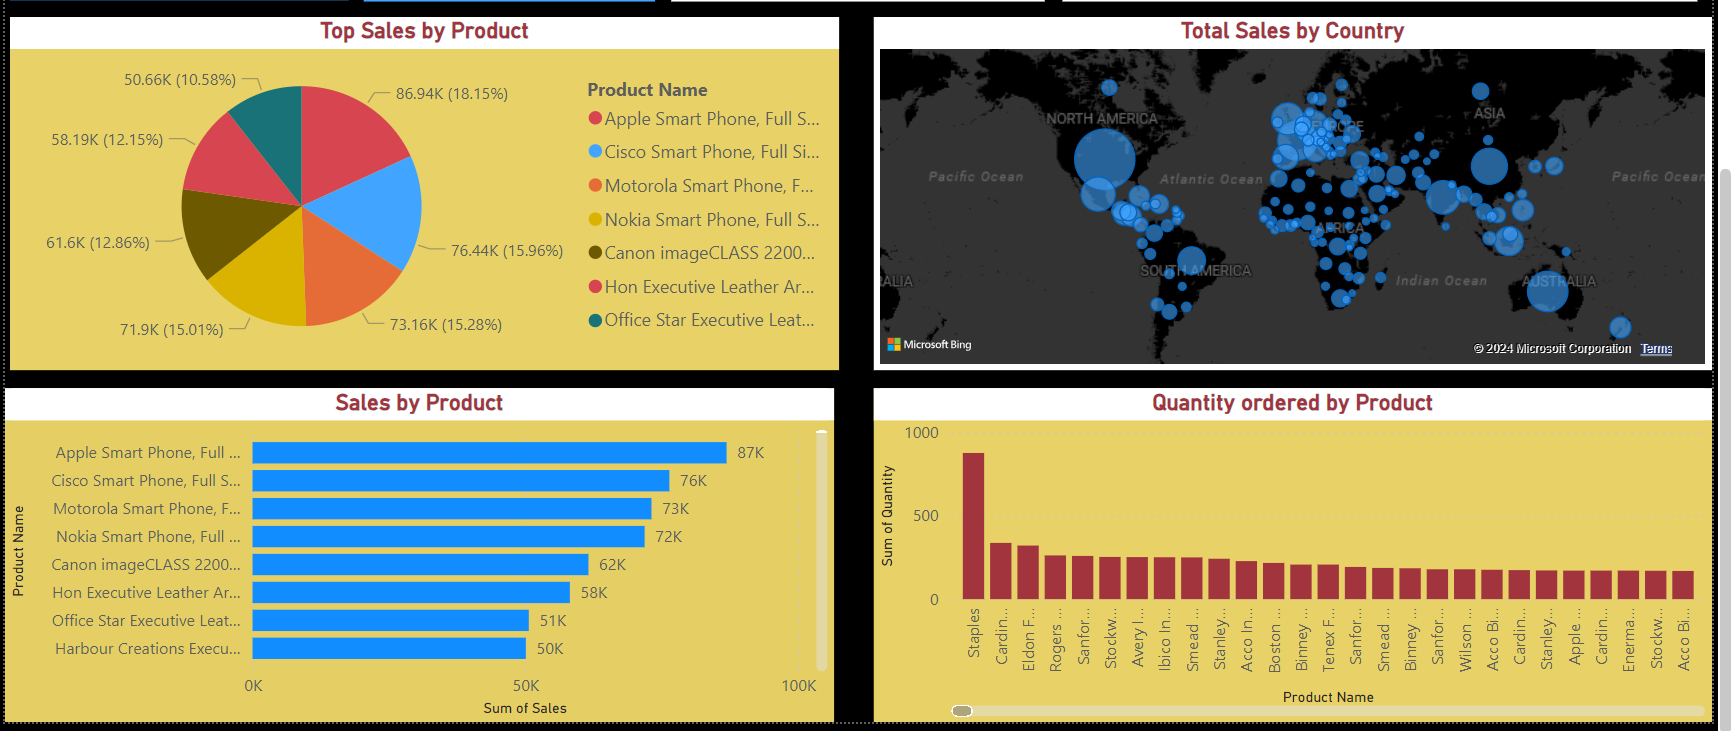 Top Sales by Product
50.66K (10.58%)
86.94K (18.15%)
58.19K (12.15%)
61.6K (12.86%)
76.44K (15.96%)
71.9K (15.01%)
73.16K (15.28%)
Product Name
Apple Smart Phone, Full S...
Cisco Smart Phone, Full Si...
Motorola Smart Phone, F...
Nokia Smart Phone, Full S...
Canon imageCLASS 2200...
Hon Executive Leather Ar...
Office Star Executive Leat...
Total Sales by Country
NORTH AMERICA
EUROPE
ASIA
Pacific Ocean
Atlantic Ocean
Pacific Ocean
AFRICA
SOUTH AMERICA
Indian Ocean
RALIA
AUSTRALIA
Microsoft Bing
© 2024 Microsoft Corporation Terms
Sales by Product
Product Name
Apple Smart Phone, Full ... 87K
Cisco Smart Phone, Full S... 76K
Motorola Smart Phone, F... 73K
Nokia Smart Phone, Full ... 72K
Canon imageCLASS 2200... 62K
Hon Executive Leather Ar... 58K
Office Star Executive Leat... 51K
Harbour Creations Execu... 50K
0K 50K 100K
Sum of Sales
Quantity ordered by Product
Sum of Quantity
1000
500
0
Staples
Cardin...
Eldon F...
Rogers ...
Sanfor...
Stockw...
Avery I...
Ibico In...
Smead ...
Stanley...
Acco In...
Boston ...
Binney ...
Tenex F...
Sanfor...
Smead ...
Binney ...
Sanfor...
Wilson ...
Acco Bi...
Cardin...
Stanley...
Apple ...
Cardin...
Enerma...
Stockw...
Acco Bi...
Product Name